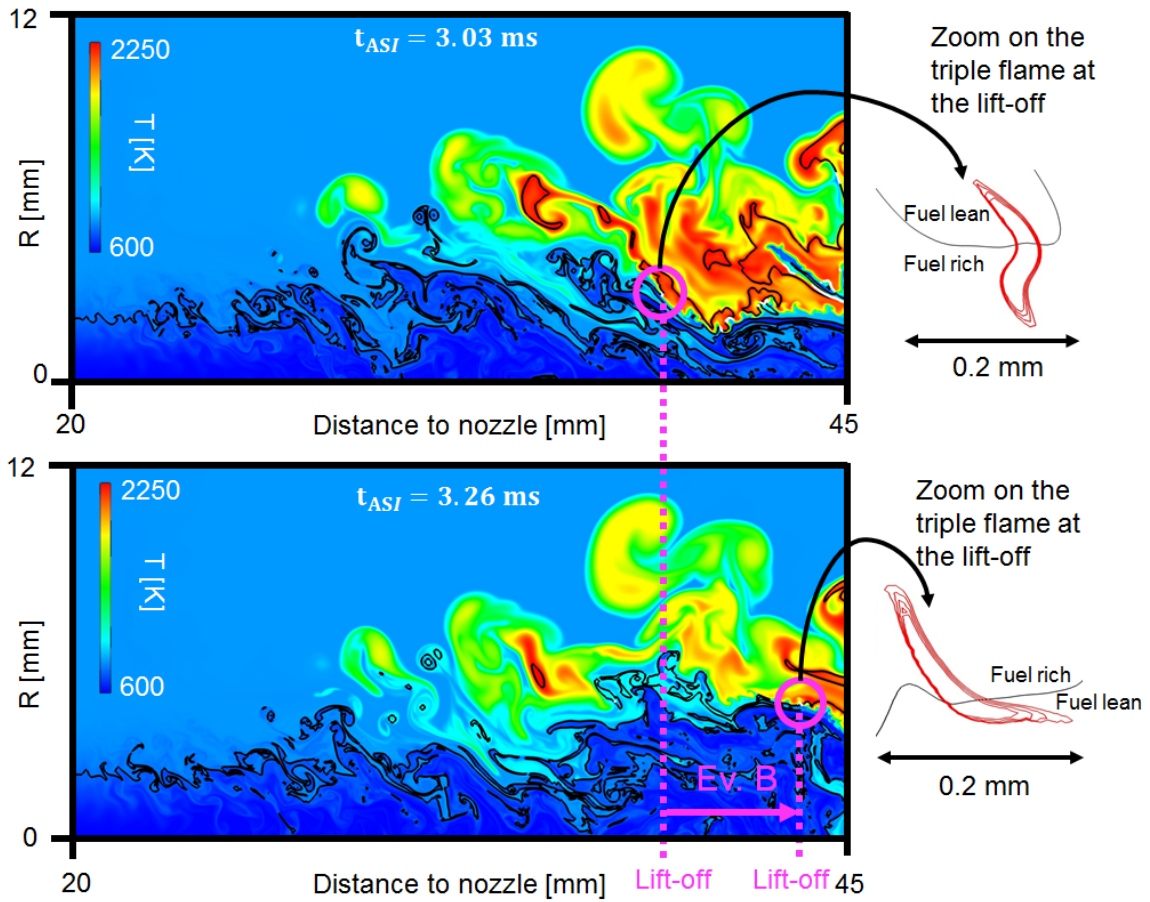 12
t_ASI = 3.03 ms
2250
T [K]
600
R [mm]
0
20
Distance to nozzle [mm]
45
Zoom on the
triple flame at
the lift-off
Fuel lean
Fuel rich
0.2 mm
12
t_ASI = 3.26 ms
2250
T [K]
600
R [mm]
0
Ev. B
20
Distance to nozzle [mm]
Lift-off
Lift-off
45
Zoom on the
triple flame at
the lift-off
Fuel rich
Fuel lean
0.2 mm